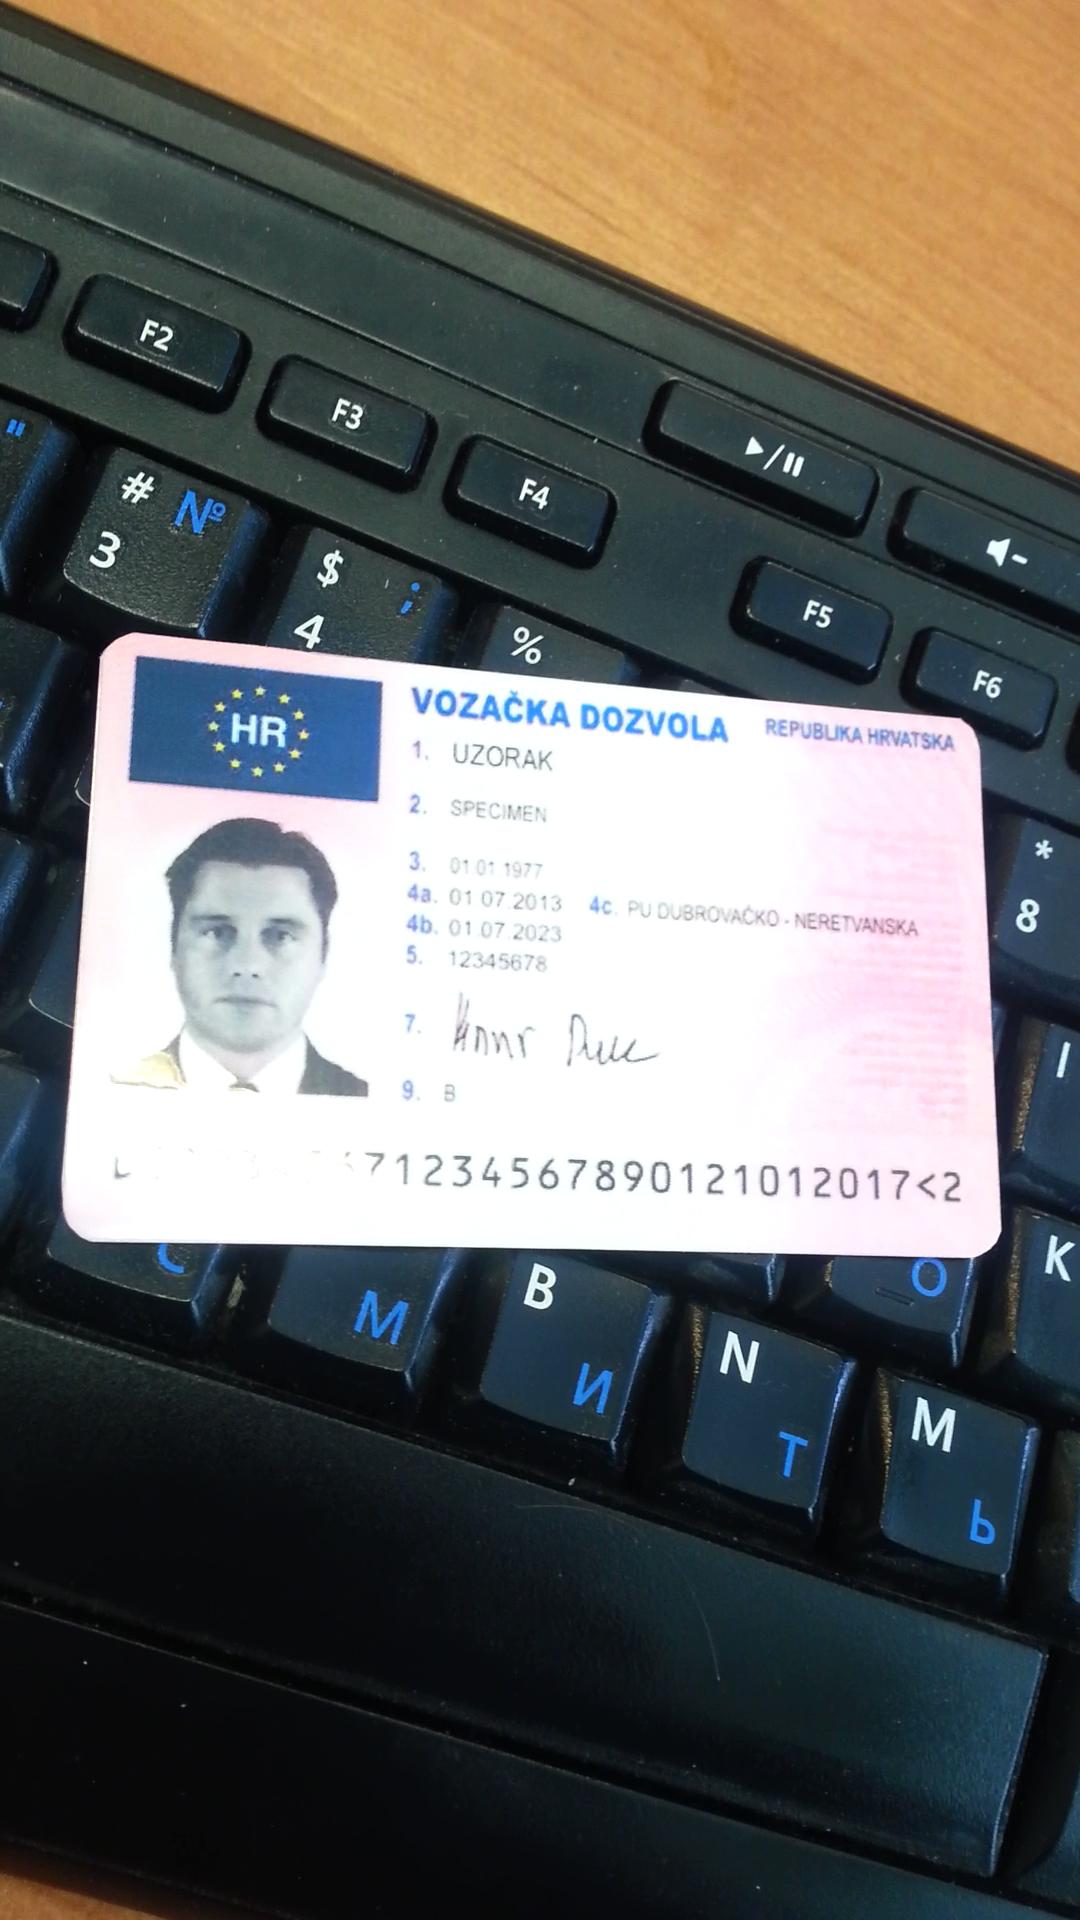 F2
F3
F4
F5
F6
"
# №
3
$ ;
4
%
*
8
HR
VOZAČKA DOZVOLA REPUBLIKA HRVATSKA
1. UZORAK
2. SPECIMEN
3. 01 01 1977
4a. 01 07.2013 4c. PU DUBROVAČKO - NERETVANSKA
4b. 01.07.2023
5. 12345678
7.
9. B
71234567890121012017<2
I
K
С
М
B
И
N
Т
M
Ь
О